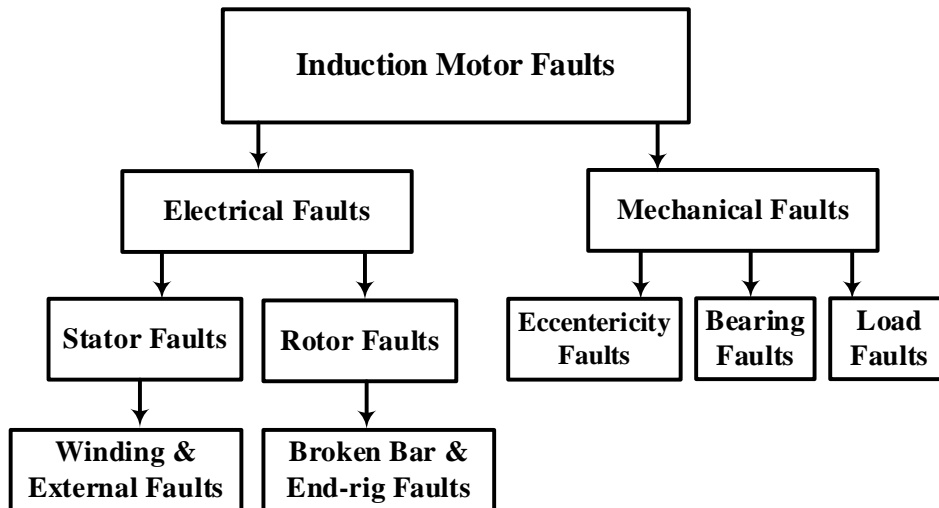 Induction Motor Faults
Electrical Faults
Mechanical Faults
Stator Faults
Rotor Faults
Eccentericity
Faults
Bearing
Faults
Load
Faults
Winding &
External Faults
Broken Bar &
End-rig Faults